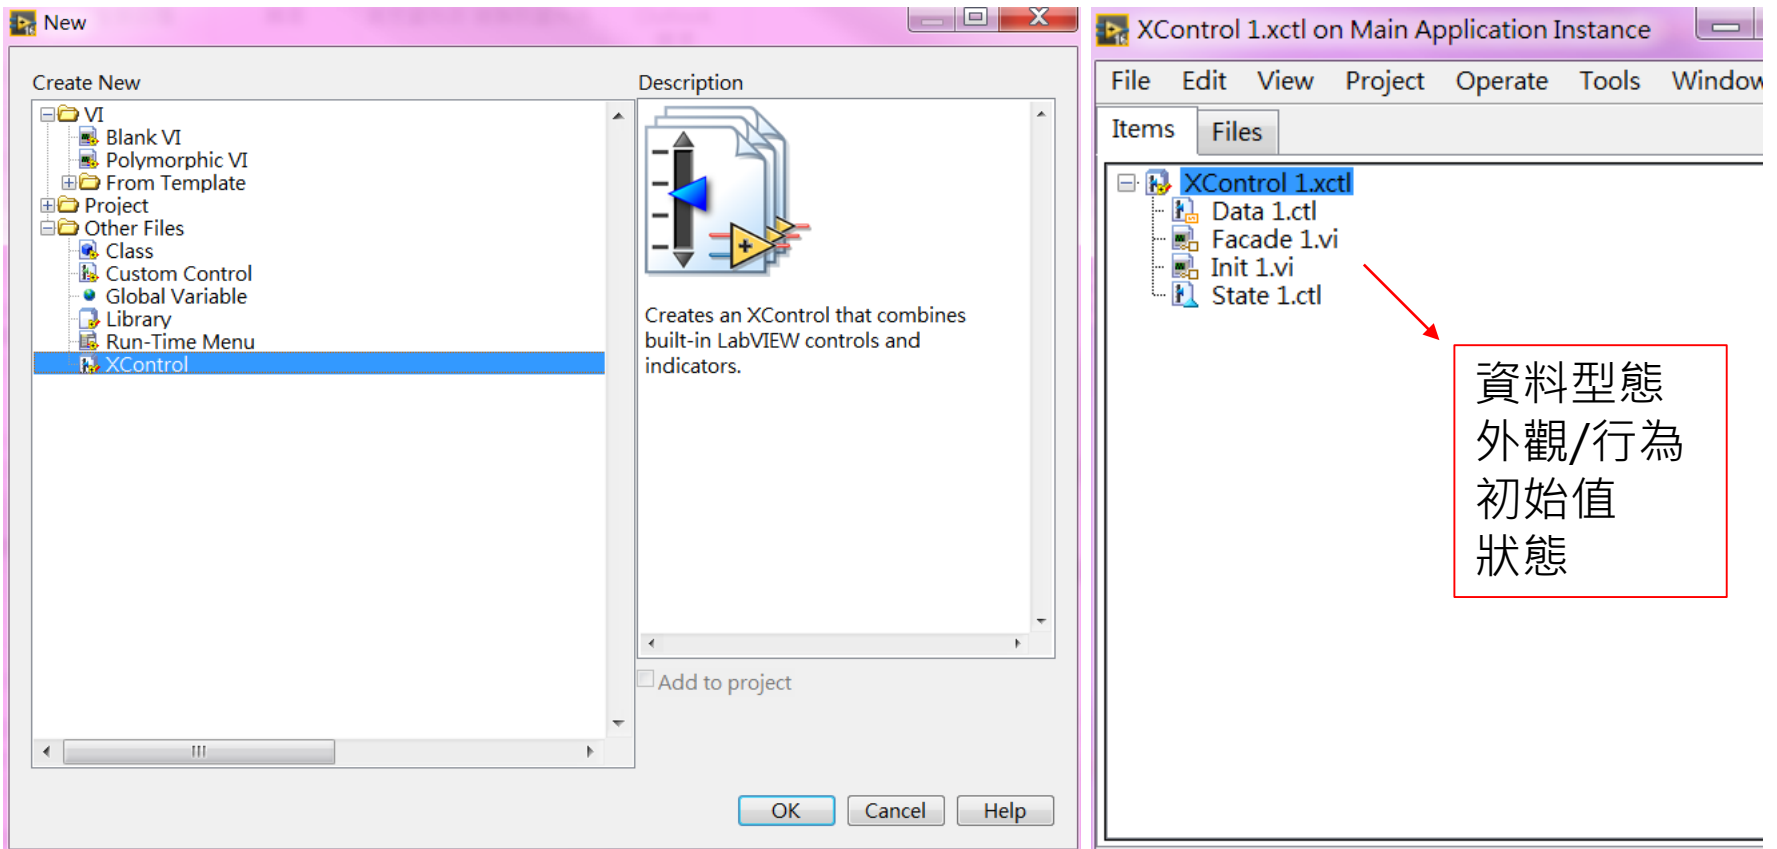 New
Create New
VI
Blank VI
Polymorphic VI
From Template
Project
Other Files
Class
Custom Control
Global Variable
Library
Run-Time Menu
XControl
Description
Creates an XControl that combines
built-in LabVIEW controls and
indicators.
Add to project
OK Cancel Help
XControl 1.xctl on Main Application Instance
File Edit View Project Operate Tools Window
Items Files
XControl 1.xctl
Data 1.ctl
Facade 1.vi
Init 1.vi
State 1.ctl
資料型態
外觀/行為
初始值
狀態